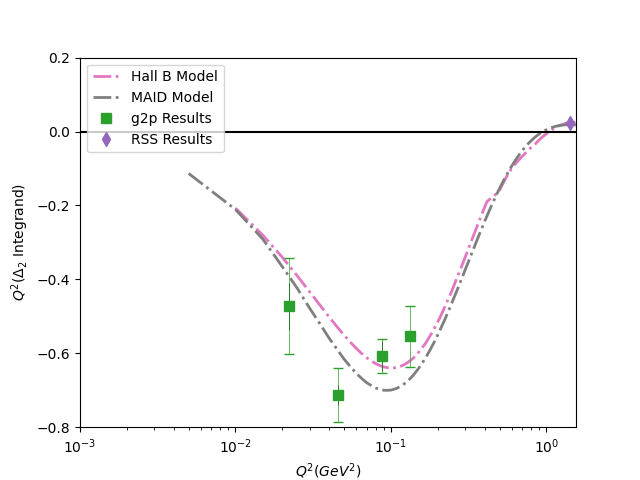 0.2
0.0
−0.2
−0.4
−0.6
−0.8
Q²(Δ₂ Integrand)
Hall B Model
MAID Model
g2p Results
RSS Results
10⁻³
10⁻²
10⁻¹
10⁰
Q²(GeV²)